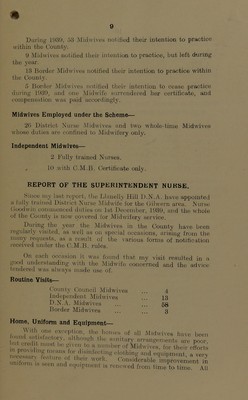 9
During 1939, 53 Midwives notified their intention to practice
within the County.
9 Midwives notified their intention to practice, but left during
the year.
13 Border Midwives notified their intention to practice within
the County.
5 Border Midwives notified their intention to cease practice
during 1939, and one Midwife surrendered her certificate, and
compensation was paid accordingly.
Midwives Employed under the Scheme—
26 District Nurse Midwives and two whole-time Midwives
whose duties are confined to Midwifery only.
Independent Midwives—
2 Fully trained Nurses.
10 with C.M.B. Certificate only.
REPORT OF THE SUPERINTENDENT NURSE.
Since my last report, the Llanelly Hill D.N.A. have appointed
a fully trained District Nurse Midwife for the Gilwern area. Nurse
Goodwin commenced duties on 1st December, 1939, and the whole
of the County is now covered for Midwifery service.
During the year the Midwives in the County have been
regularly visited, as well as on special occasions, arising from the
many requests, as a result of the various forms of notification
received under the C.M.B. rules.
On each occasion it was found that my visit resulted in a
good understanding with the Midwife concerned and the advice
tendered was always made use of.
Routine Visits—
County Council Midwives ... 4
Independent Midwives ... 13
D.N.A. Midwives ... 58
Border Midwives ... 3
Home, Uniform and Equipment—
With one exception, the homes of all Midwives have been
found satisfactory, although the sanitary arrangements are poor,
but credit must be given to a number of Midwives, for their efforts
in providing means for disinfecting clothing and equipment, a very
necessary feature of their work. Considerable improvement in
uniform is seen and equipment is renewed from time to time. All